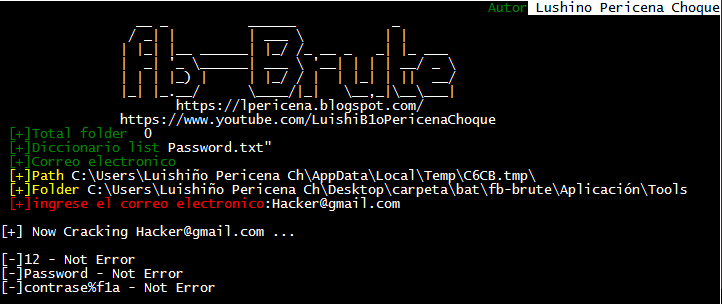 Autor Lushino Pericena Choque
fb-Brute
https://lpericena.blogspot.com/
https://www.youtube.com/LuishiB1oPericenaChoque
[+]Total folder  0
[+]Diccionario list Password.txt"
[+]Correo electronico
[+]Path C:\Users\Luishiño Pericena Ch\AppData\Local\Temp\C6CB.tmp\
[+]Folder C:\Users\Luishiño Pericena Ch\Desktop\carpeta\bat\fb-brute\Aplicación\Tools
[+]ingrese el correo electronico:Hacker@gmail.com
[+] Now Cracking Hacker@gmail.com ...
[-]12 - Not Error
[-]Password - Not Error
[-]contrase%f1a - Not Error